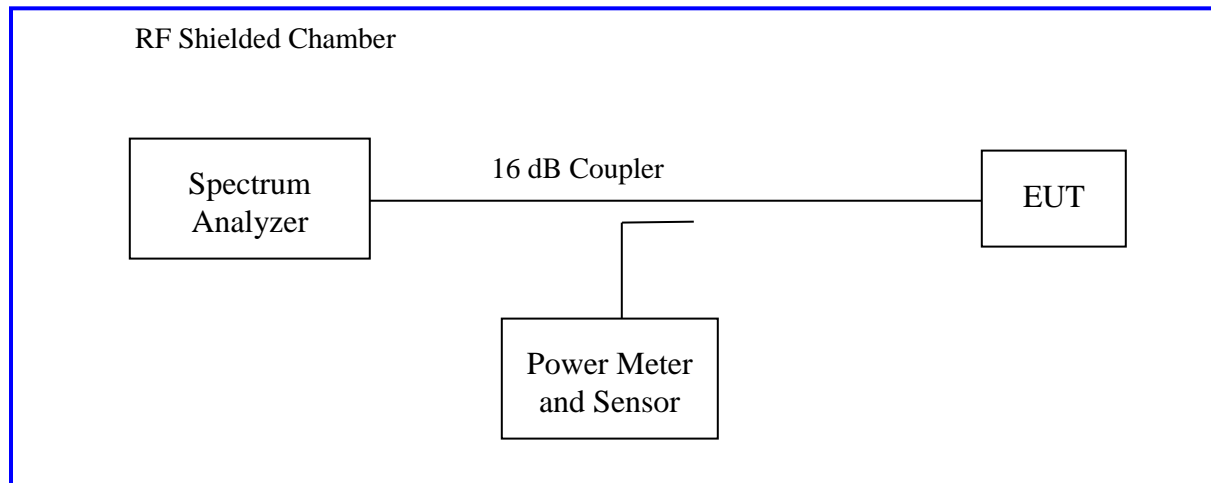 RF Shielded Chamber
16 dB Coupler
Spectrum
Analyzer
EUT
Power Meter
and Sensor